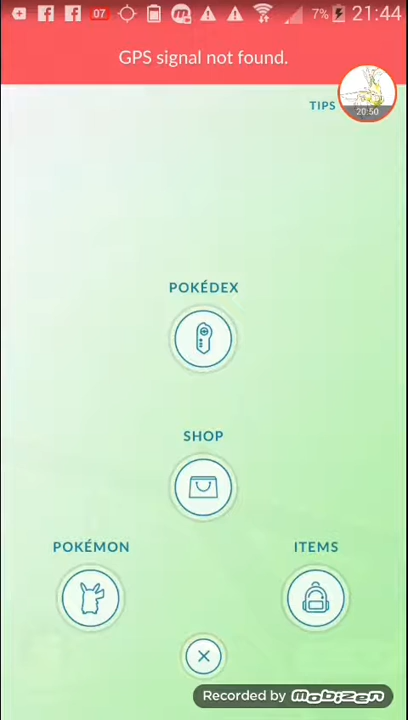 07 7% 21:44
GPS signal not found.
TIPS
20:50
POKÉDEX
SHOP
POKÉMON
ITEMS
Recorded by mobizen